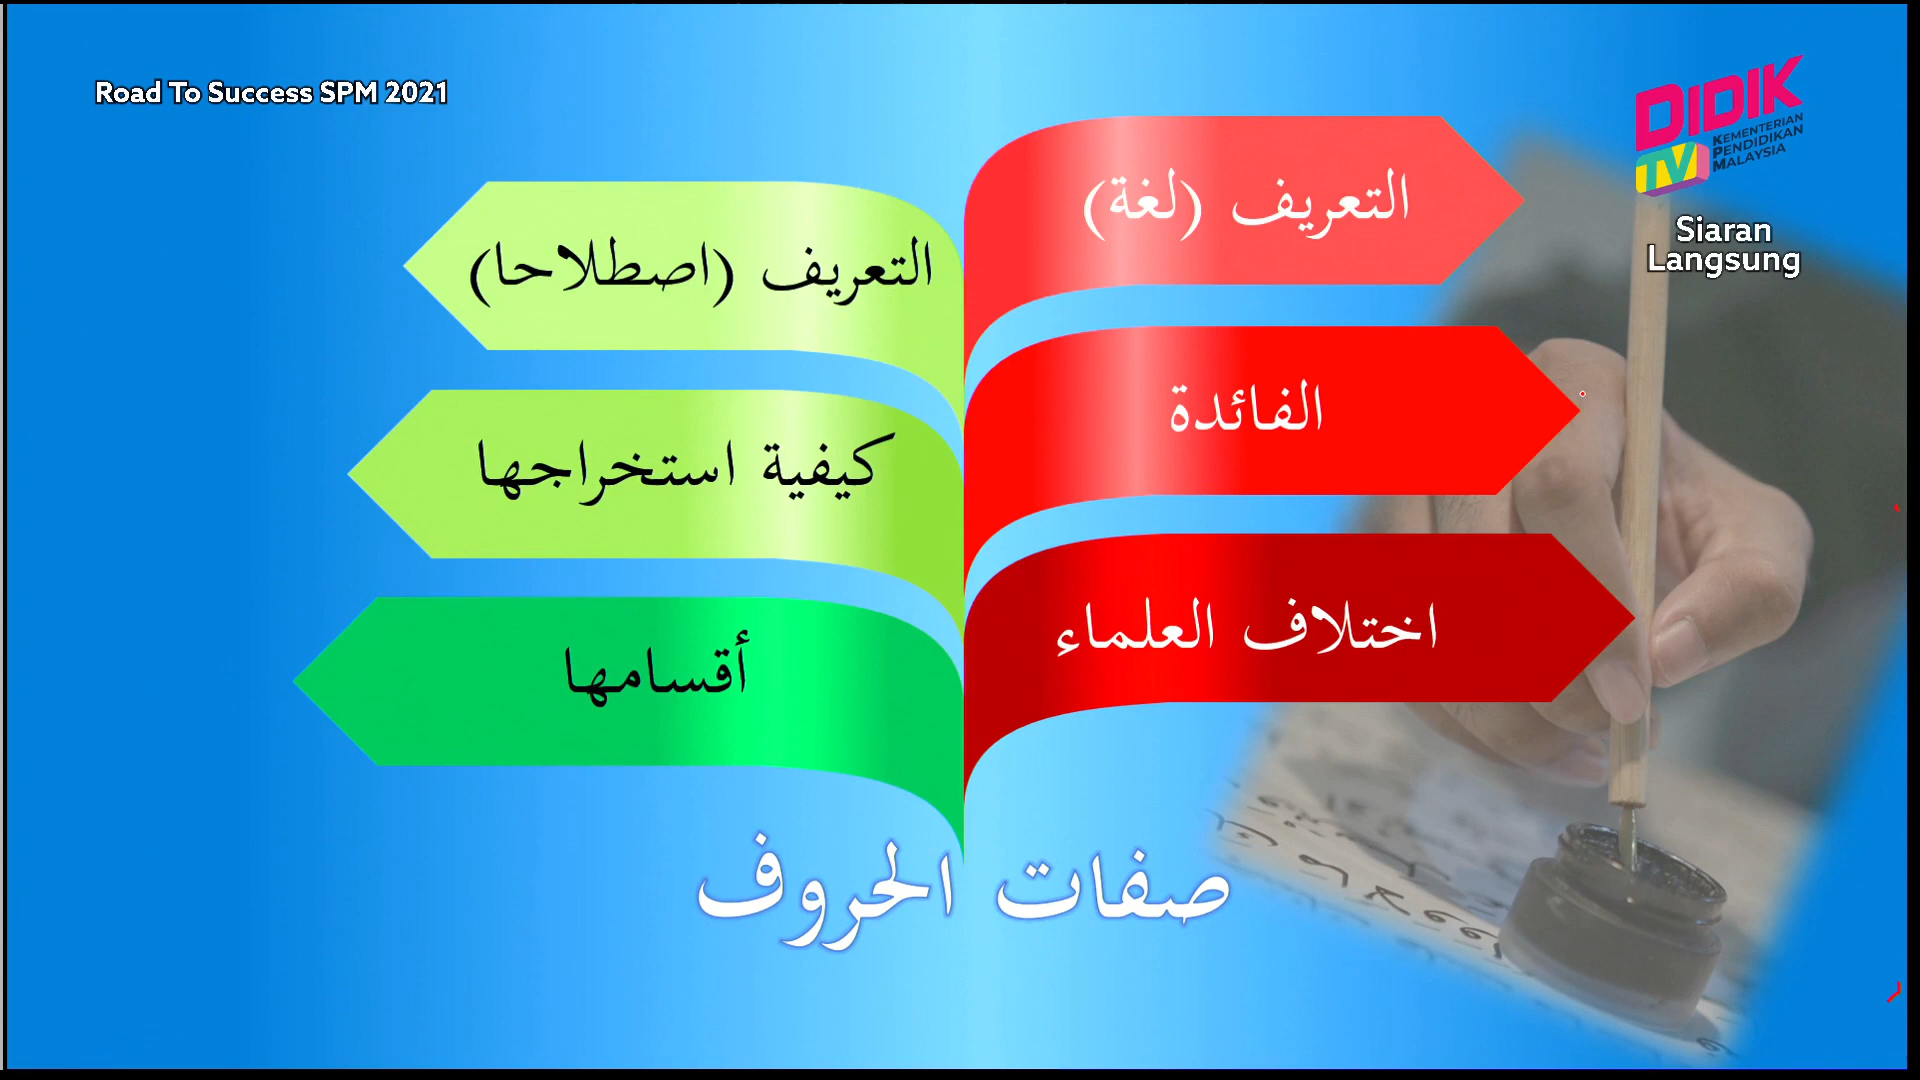 Road To Success SPM 2021
DIDIK
TV
KEMENTERIAN
PENDIDIKAN
MALAYSIA
Siaran
Langsung
التعريف (لغة)
التعريف (اصطلاحا)
الفائدة
كيفية استخراجها
اختلاف العلماء
أقسامها
صفات الحروف